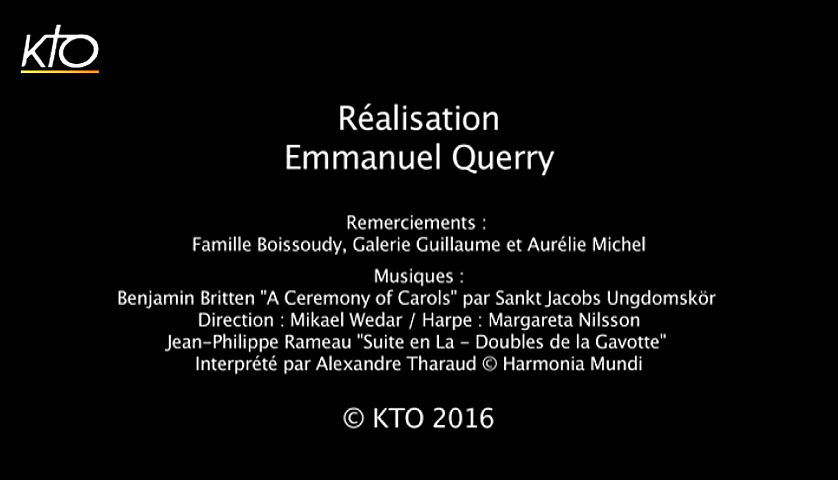 KTO
Réalisation
Emmanuel Querry
Remerciements :
Famille Boissoudy, Galerie Guillaume et Aurélie Michel
Musiques :
Benjamin Britten "A Ceremony of Carols" par Sankt Jacobs Ungdomskör
Direction : Mikael Wedar / Harpe : Margareta Nilsson
Jean-Philippe Rameau "Suite en La - Doubles de la Gavotte"
Interprété par Alexandre Tharaud © Harmonia Mundi
© KTO 2016